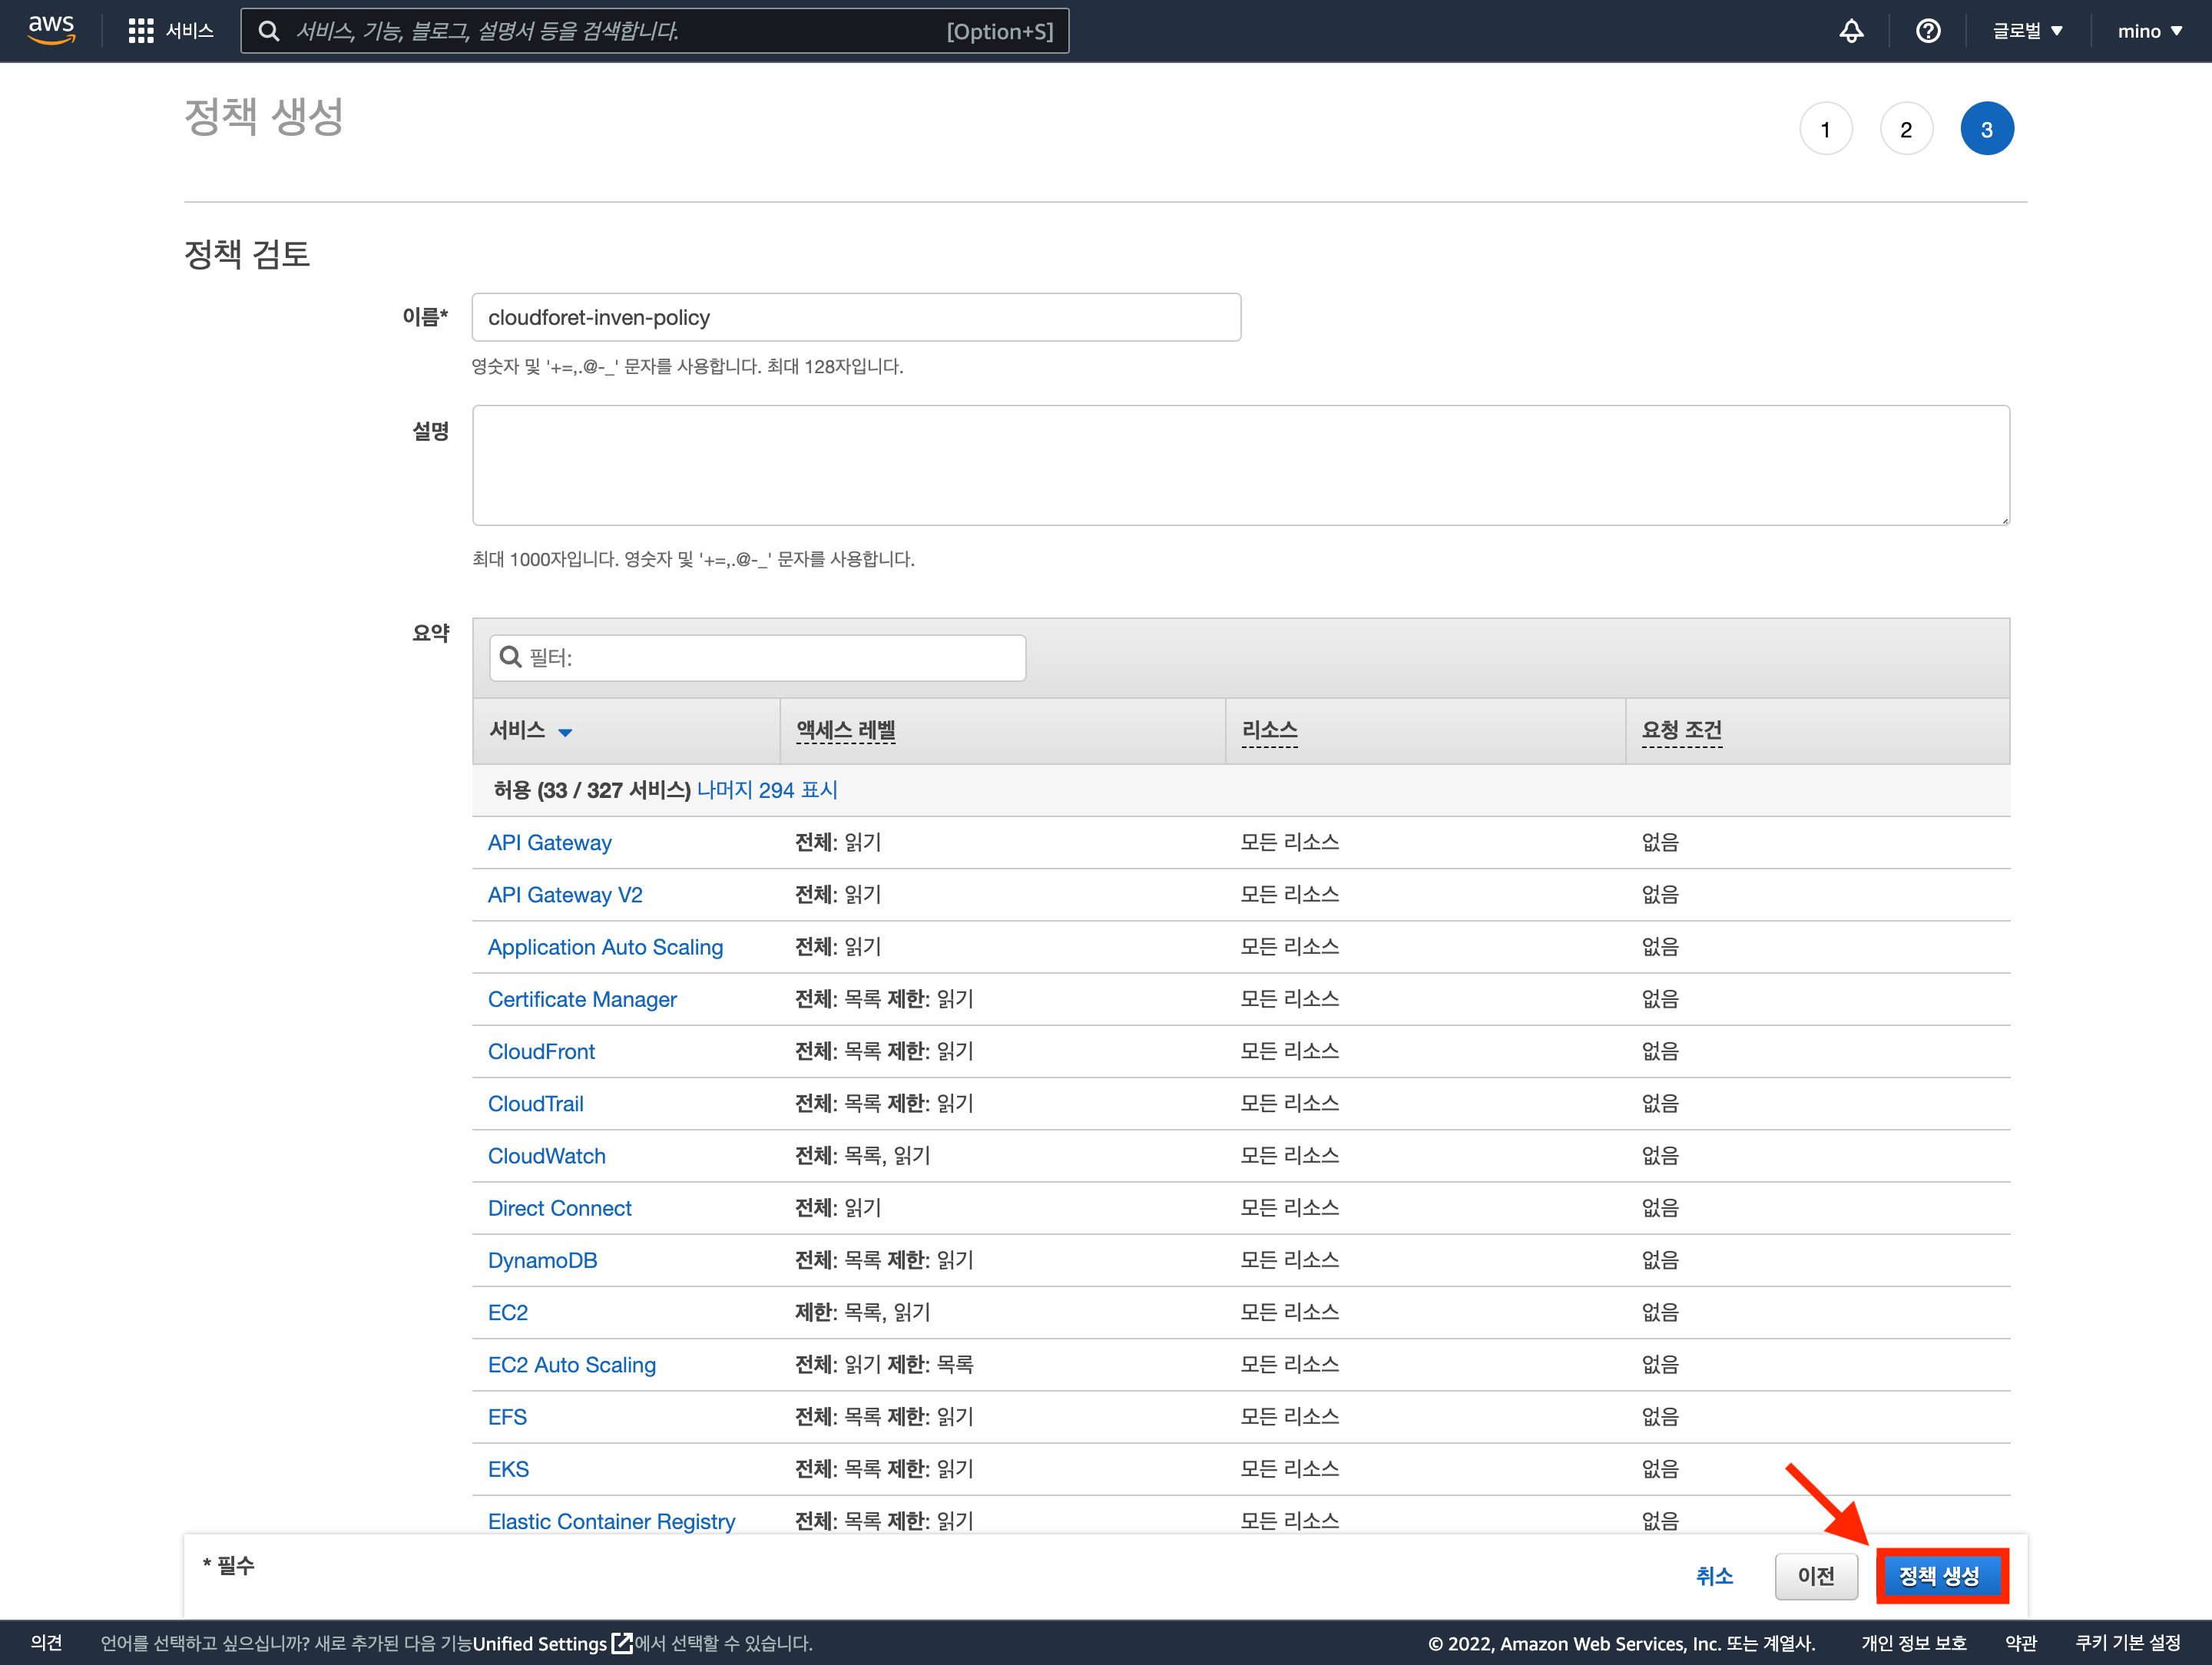 aws 서비스 서비스, 기능, 블로그, 설명서 등을 검색합니다. [Option+S] 글로벌 ▼ mino ▼
정책 생성 1 2 3
정책 검토
이름* cloudforet-inven-policy
영숫자 및 '+=,.@-_' 문자를 사용합니다. 최대 128자입니다.
설명
최대 1000자입니다. 영숫자 및 '+=,.@-_' 문자를 사용합니다.
요약 필터:
서비스 액세스 레벨 리소스 요청 조건
허용 (33 / 327 서비스) 나머지 294 표시
API Gateway 전체: 읽기 모든 리소스 없음
API Gateway V2 전체: 읽기 모든 리소스 없음
Application Auto Scaling 전체: 읽기 모든 리소스 없음
Certificate Manager 전체: 목록 제한: 읽기 모든 리소스 없음
CloudFront 전체: 목록 제한: 읽기 모든 리소스 없음
CloudTrail 전체: 목록 제한: 읽기 모든 리소스 없음
CloudWatch 전체: 목록, 읽기 모든 리소스 없음
Direct Connect 전체: 읽기 모든 리소스 없음
DynamoDB 전체: 목록 제한: 읽기 모든 리소스 없음
EC2 제한: 목록, 읽기 모든 리소스 없음
EC2 Auto Scaling 전체: 읽기 제한: 목록 모든 리소스 없음
EFS 전체: 목록 제한: 읽기 모든 리소스 없음
EKS 전체: 목록 제한: 읽기 모든 리소스 없음
Elastic Container Registry 전체: 목록 제한: 읽기 모든 리소스 없음
* 필수 취소 이전 정책 생성
의견 언어를 선택하고 싶으십니까? 새로 추가된 다음 기능Unified Settings에서 선택할 수 있습니다. © 2022, Amazon Web Services, Inc. 또는 계열사. 개인 정보 보호 약관 쿠키 기본 설정